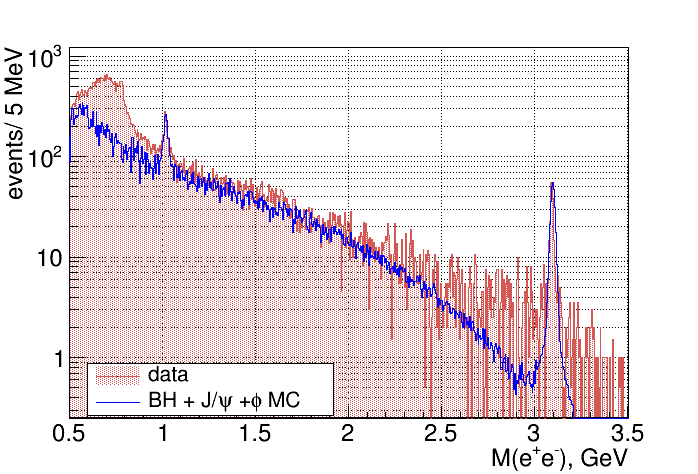 events/ 5 MeV
10³
10²
10
1
data
BH + J/ψ +ϕ MC
0.5 1 1.5 2 2.5 3 3.5
M(e⁺e⁻), GeV